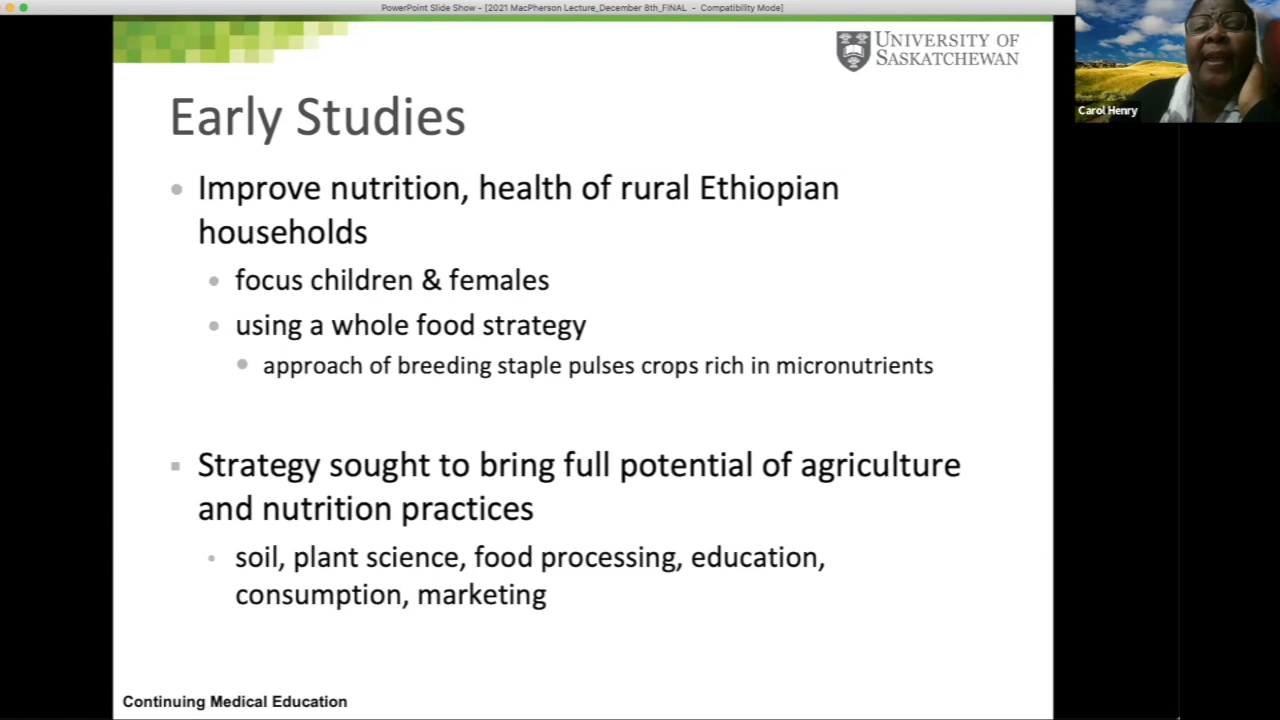 PowerPoint Slide Show - [2021 MacPherson Lecture_December 8th_FINAL - Compatibility Mode]
UNIVERSITY OF
SASKATCHEWAN
Carol Henry
Early Studies
• Improve nutrition, health of rural Ethiopian
households
• focus children & females
• using a whole food strategy
• approach of breeding staple pulses crops rich in micronutrients
▪ Strategy sought to bring full potential of agriculture
and nutrition practices
• soil, plant science, food processing, education,
consumption, marketing
Continuing Medical Education